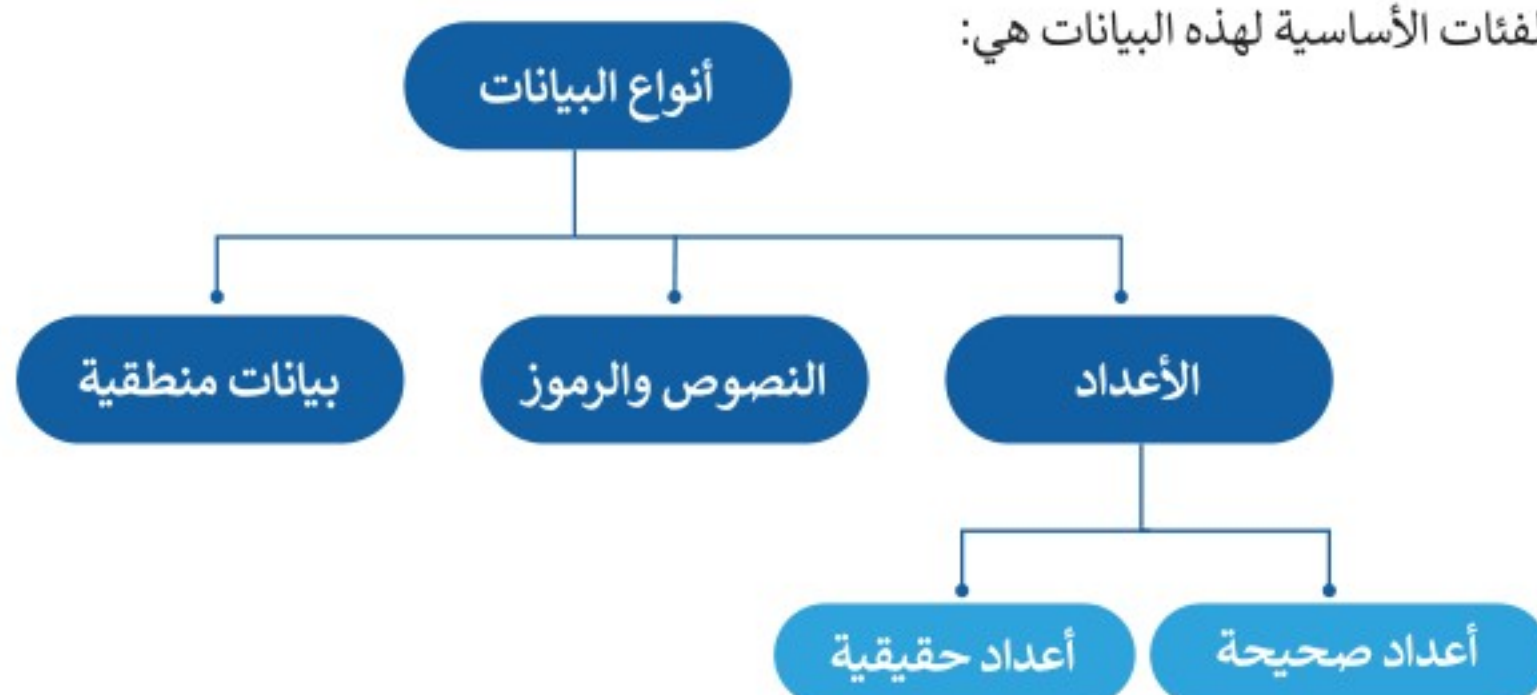 لفئات الأساسية لهذه البيانات هي:
أنواع البيانات
الأعداد
النصوص والرموز
بيانات منطقية
أعداد صحيحة
أعداد حقيقية